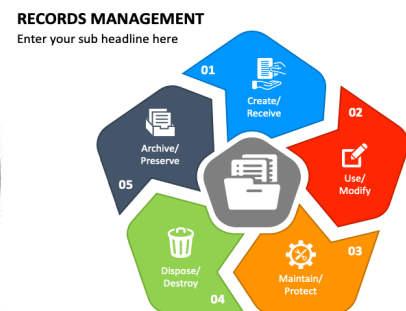 RECORDS MANAGEMENT
Enter your sub headline here
01
Create/
Receive
02
Use/
Modify
03
Maintain/
Protect
04
Dispose/
Destroy
05
Archive/
Preserve